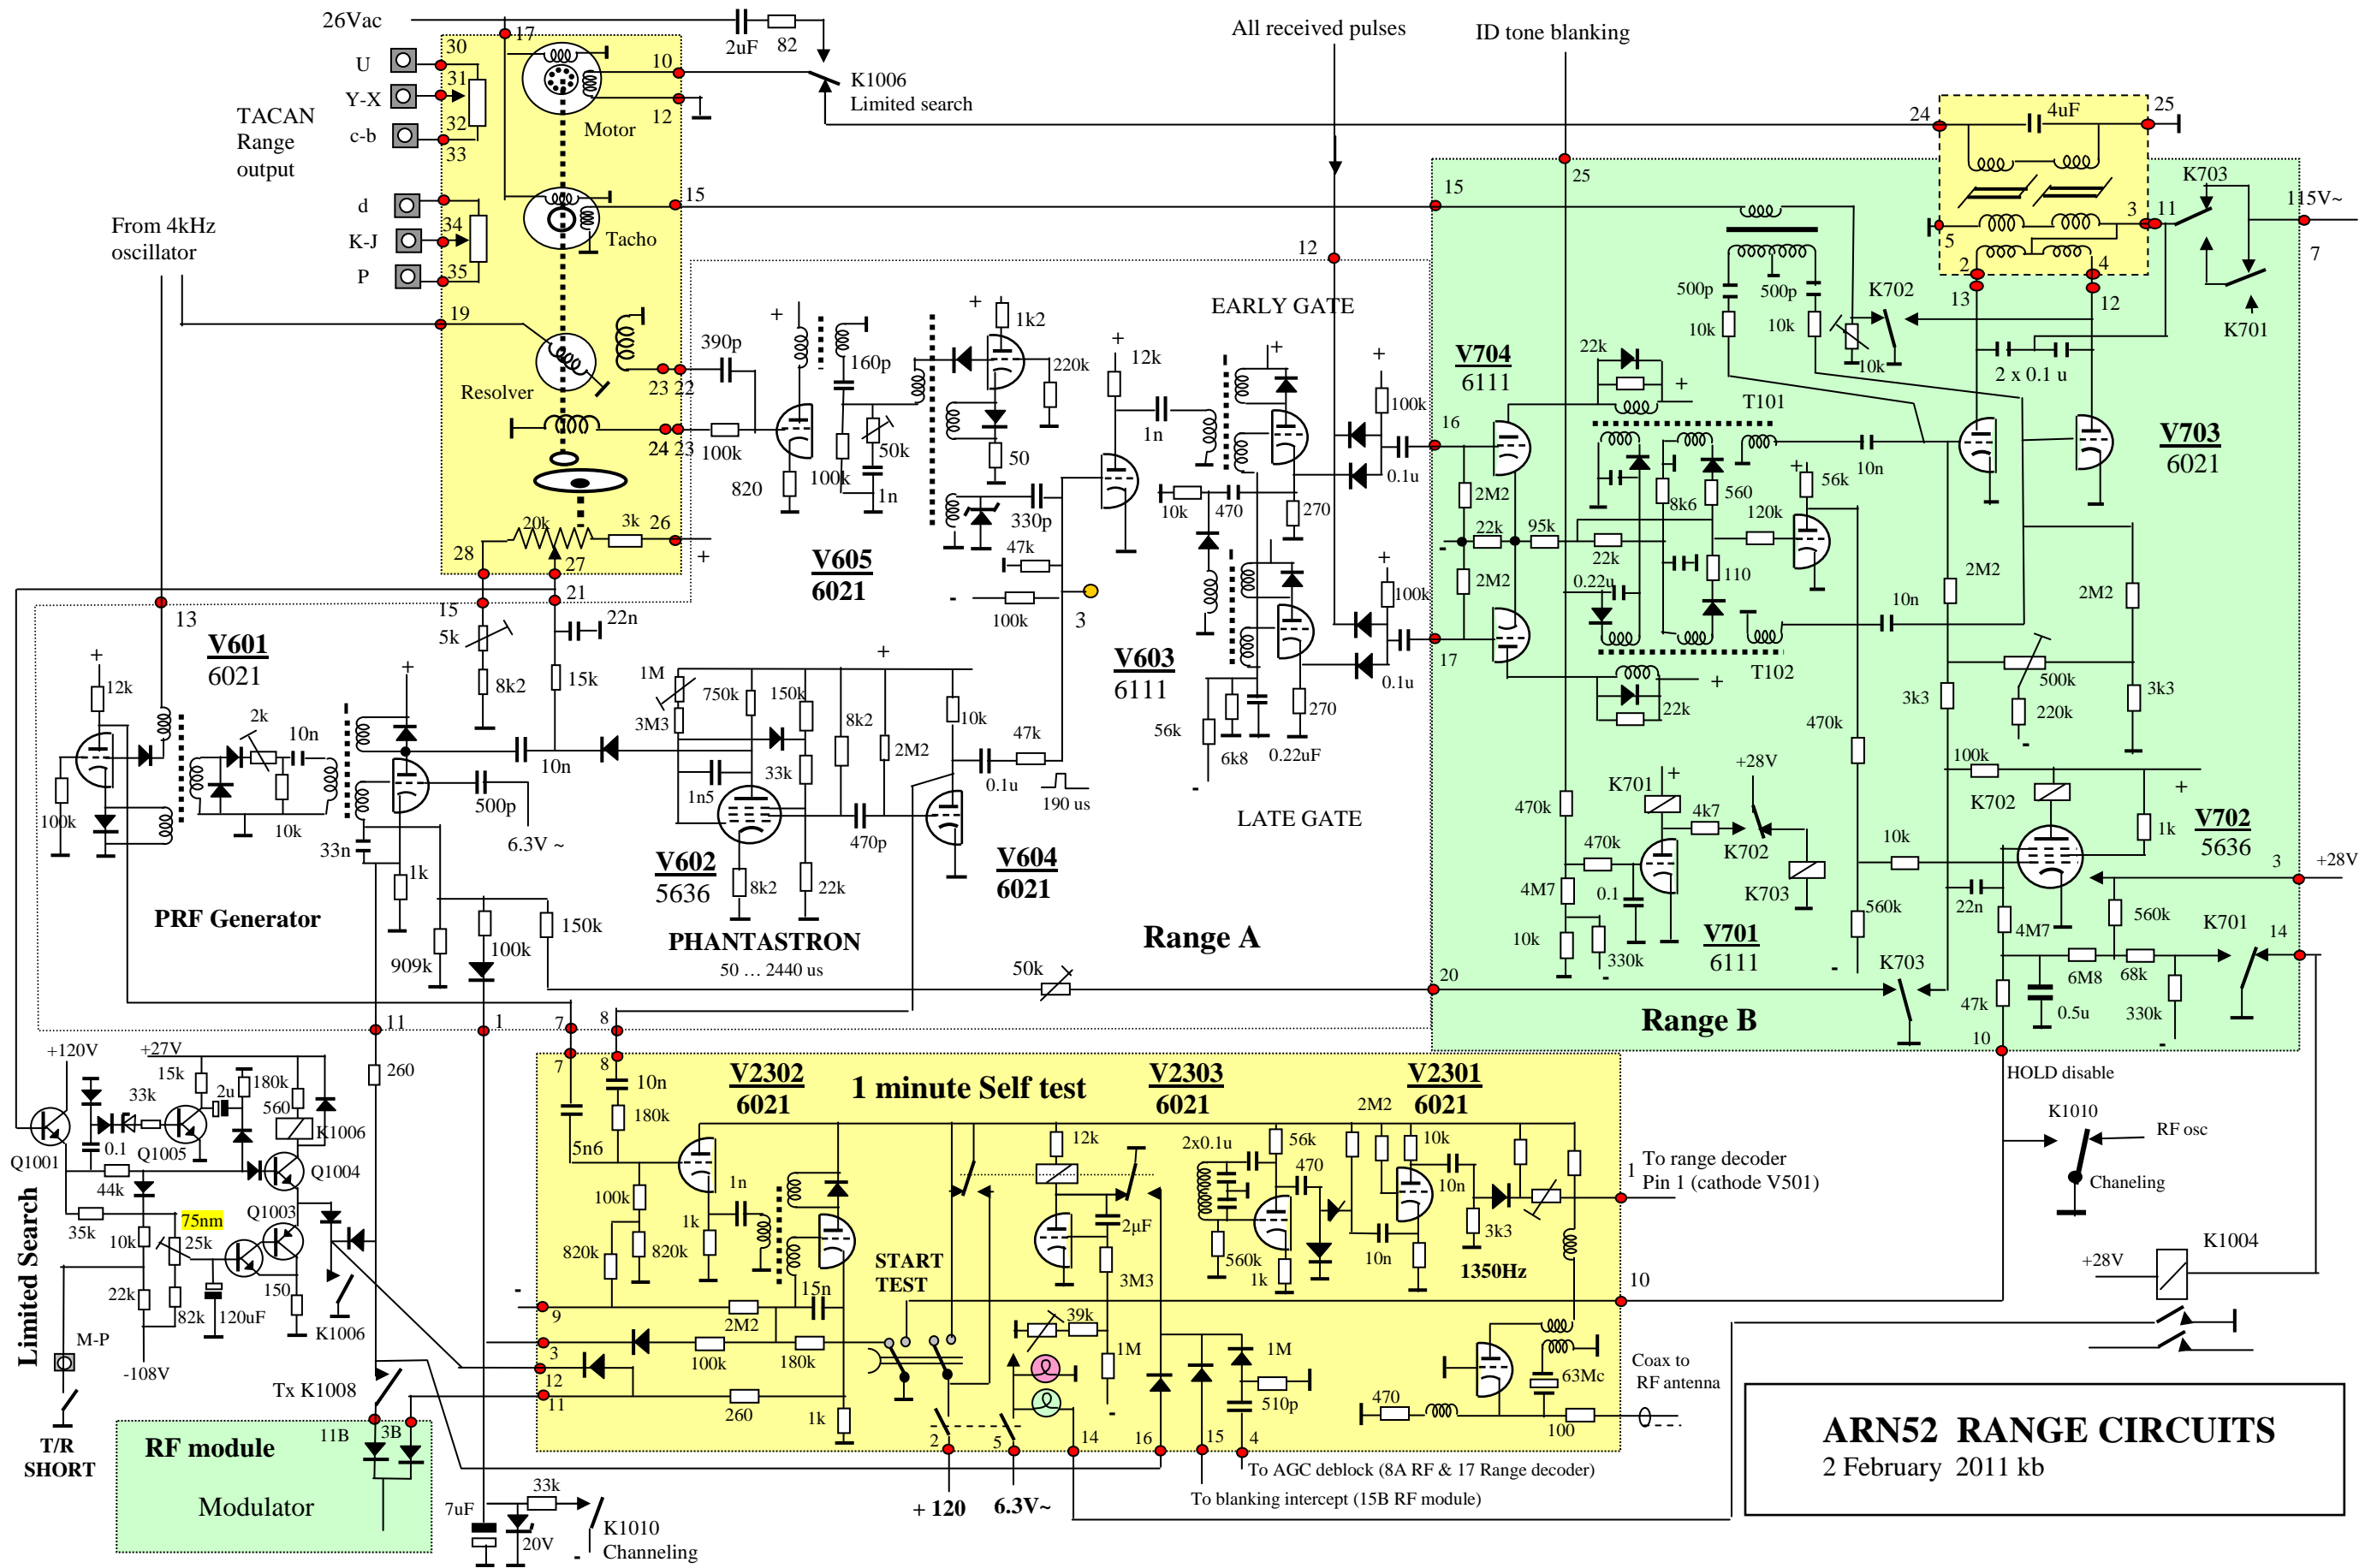 26Vac
17
2uF
82
All received pulses
ID tone blanking
30
U
31
Y-X
32
c-b
33
10
12
K1006
Limited search
TACAN
Range
output
Motor
24
4uF
25
25
K703
115V~
7
15
15
3
11
5
2
4
13
12
d
34
K-J
35
P
Tacho
From 4kHz
oscillator
12
K701
K702
500p
500p
10k
10k
10k
2 x 0.1 u
19
390p
160p
1k2
220k
EARLY GATE
12k
V704
6111
22k
T101
Resolver
23
22
24
23
100k
820
100k
50k
1n
50
330p
1n
10k
470
270
100k
0.1u
16
V703
6021
10n
2M2
22k
95k
2M2
8k6
560
120k
56k
22k
0.22u
110
2M2
2M2
10n
20k
3k
26
+
28
27
V605
6021
47k
100k
3
-
100k
0.1u
17
15
21
22n
13
V601
6021
5k
8k2
15k
V603
6111
T102
22k
12k
2k
10n
10k
100k
10n
500p
6.3V ~
33n
1k
1M
3M3
750k
150k
33k
1n5
8k2
2M2
10k
470p
0.1u
47k
190 us
56k
6k8
0.22uF
270
LATE GATE
3k3
500k
220k
3k3
470k
470k
K701
+28V
4k7
470k
K702
K703
4M7
0.1
10k
330k
V701
6111
100k
K702
V702
5636
1k
10k
22n
560k
4M7
560k
3
+28V
K701
14
6M8
68k
47k
0.5u
330k
K703
V602
5636
8k2
22k
V604
6021
PRF Generator
PHANTASTRON
50 … 2440 us
Range A
909k
100k
150k
50k
20
Range B
10
11
1
7
8
+120V
+27V
15k
2u
180k
33k
560
260
K1006
0.1
Q1005
Q1001
Q1004
44k
75nm
Q1003
35k
10k
25k
22k
82k
120uF
150
K1006
Limited Search
M-P
-108V
T/R
SHORT
Tx K1008
RF module
11B
3B
Modulator
7
8
10n
180k
5n6
V2302
6021
1 minute Self test
V2303
6021
V2301
6021
HOLD disable
K1010
RF osc
Chaneling
100k
820k
820k
1k
1n
15n
START
TEST
12k
2µF
3M3
2x0.1u
56k
470
560k
1k
2M2
10k
10n
10n
3k3
1350Hz
1
To range decoder
Pin 1 (cathode V501)
10
+28V
K1004
9
2M2
3
100k
180k
12
11
260
1k
39k
1M
1M
510p
470
63Mc
100
Coax to
RF antenna
2
5
14
16
15
4
+ 120
6.3V~
To AGC deblock (8A RF & 17 Range decoder)
To blanking intercept (15B RF module)
7uF
33k
20V
K1010
Channeling
ARN52 RANGE CIRCUITS
2 February 2011 kb